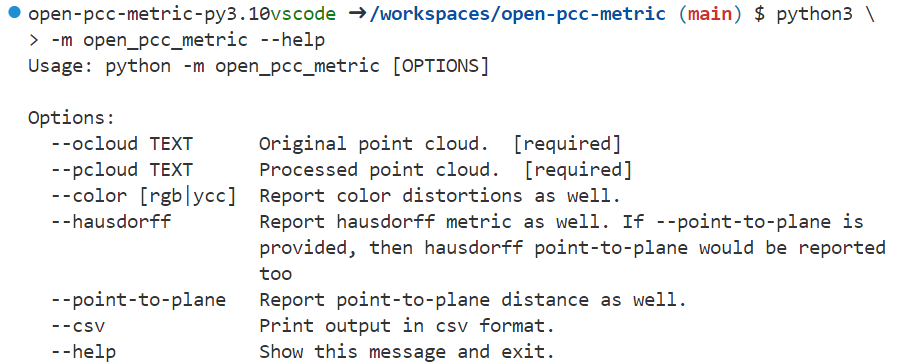 open-pcc-metric-py3.10vscode ➜/workspaces/open-pcc-metric (main) $ python3 \
> -m open_pcc_metric --help
Usage: python -m open_pcc_metric [OPTIONS]

Options:
  --ocloud TEXT      Original point cloud.  [required]
  --pcloud TEXT      Processed point cloud.  [required]
  --color [rgb|ycc]  Report color distortions as well.
  --hausdorff        Report hausdorff metric as well. If --point-to-plane is
                     provided, then hausdorff point-to-plane would be reported
                     too
  --point-to-plane   Report point-to-plane distance as well.
  --csv              Print output in csv format.
  --help             Show this message and exit.